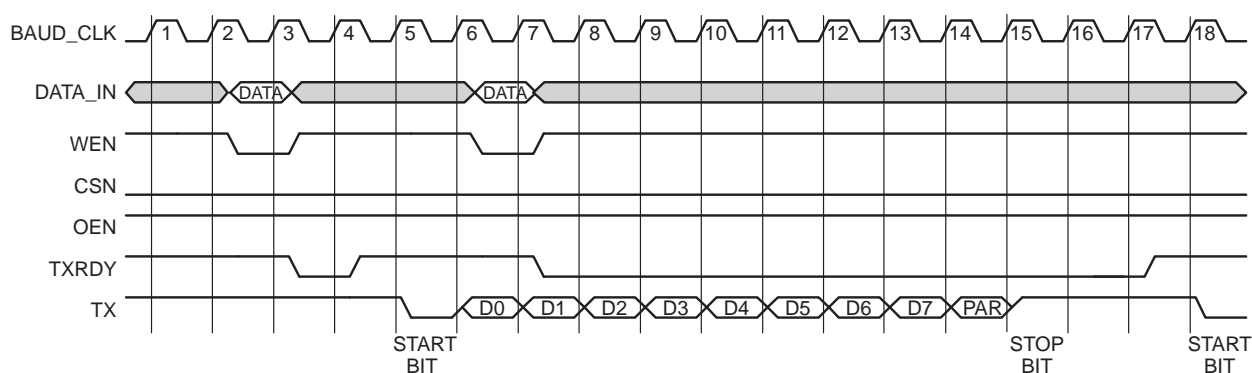 BAUD_CLK 1 2 3 4 5 6 7 8 9 10 11 12 13 14 15 16 17 18
DATA_IN DATA DATA
WEN
CSN
OEN
TXRDY
TX D0 D1 D2 D3 D4 D5 D6 D7 PAR
START STOP START
BIT BIT BIT